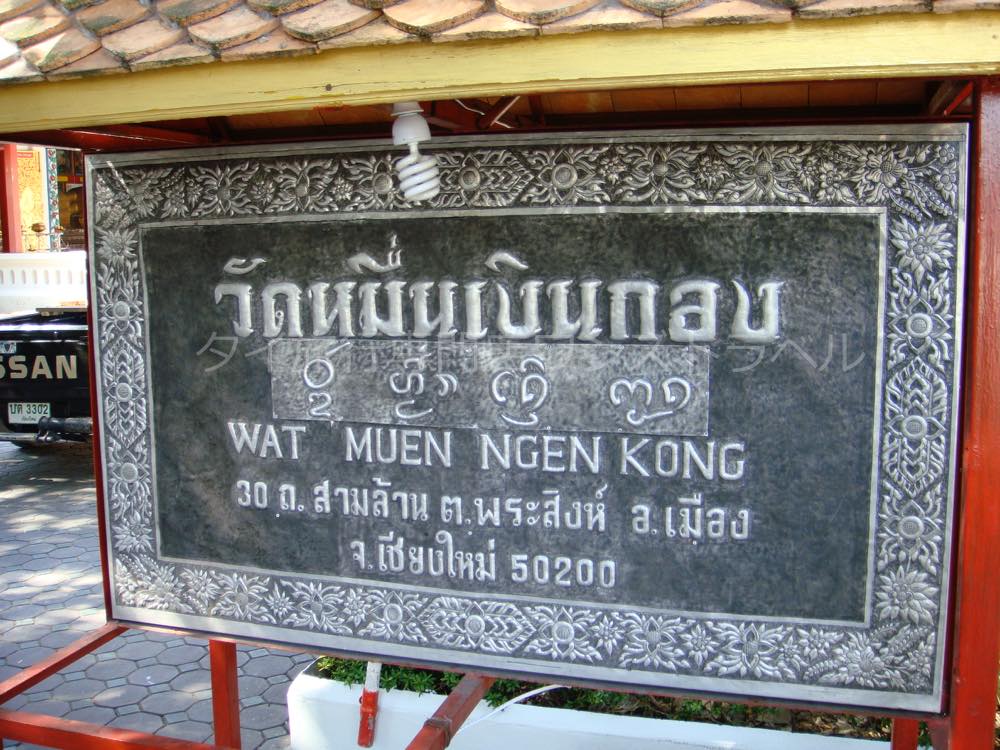 วัดหมื่นเงินกอง
WAT MUEN NGEN KONG
30 ถ.สามล้าน ต.พระสิงห์ อ.เมือง
จ.เชียงใหม่ 50200
SSAN
3302